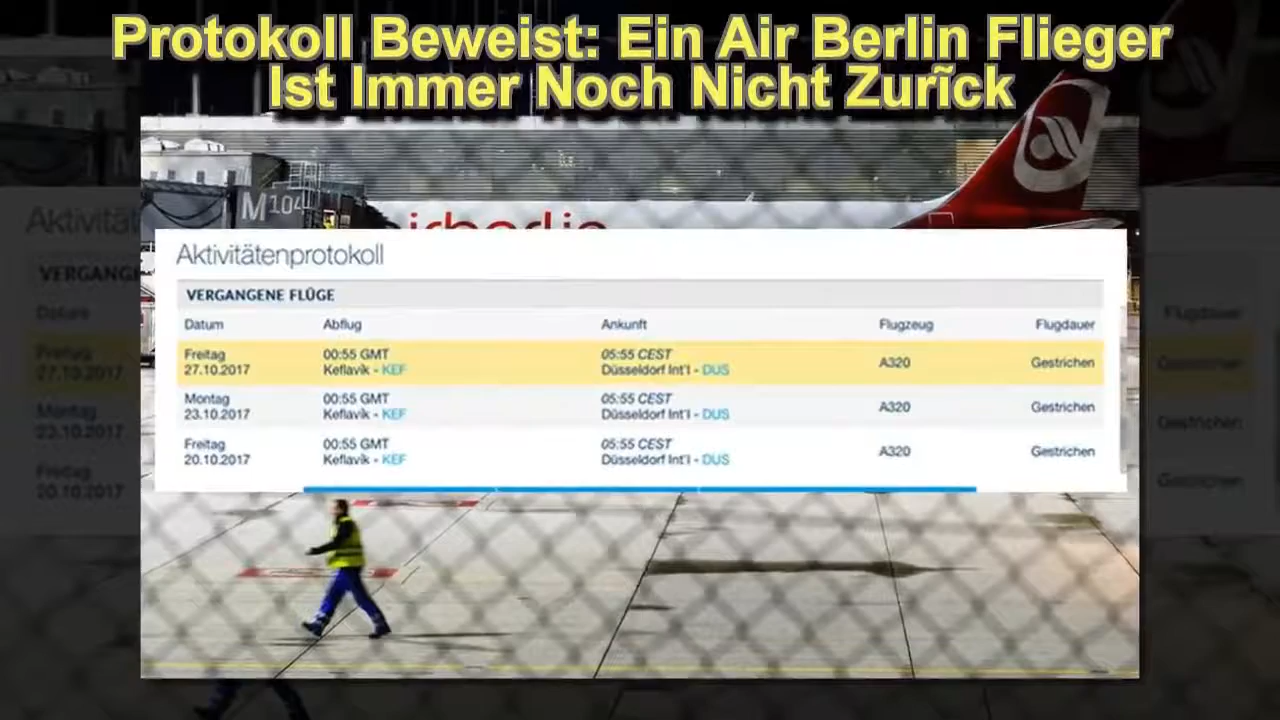 Protokoll Beweist: Ein Air Berlin Flieger
Ist Immer Noch Nicht Zurĩck
M104
Aktivitätenprotokoll
VERGANGENE FLÜGE
Datum Abflug Ankunft Flugzeug Flugdauer
Freitag 00:55 GMT 05:55 CEST
27.10.2017 Keflavik - KEF Düsseldorf Int'l - DUS A320 Gestrichen
Montag 00:55 GMT 05:55 CEST
23.10.2017 Keflavik - KEF Düsseldorf Int'l - DUS A320 Gestrichen
Freitag 00:55 GMT 05:55 CEST
20.10.2017 Keflavik - KEF Düsseldorf Int'l - DUS A320 Gestrichen